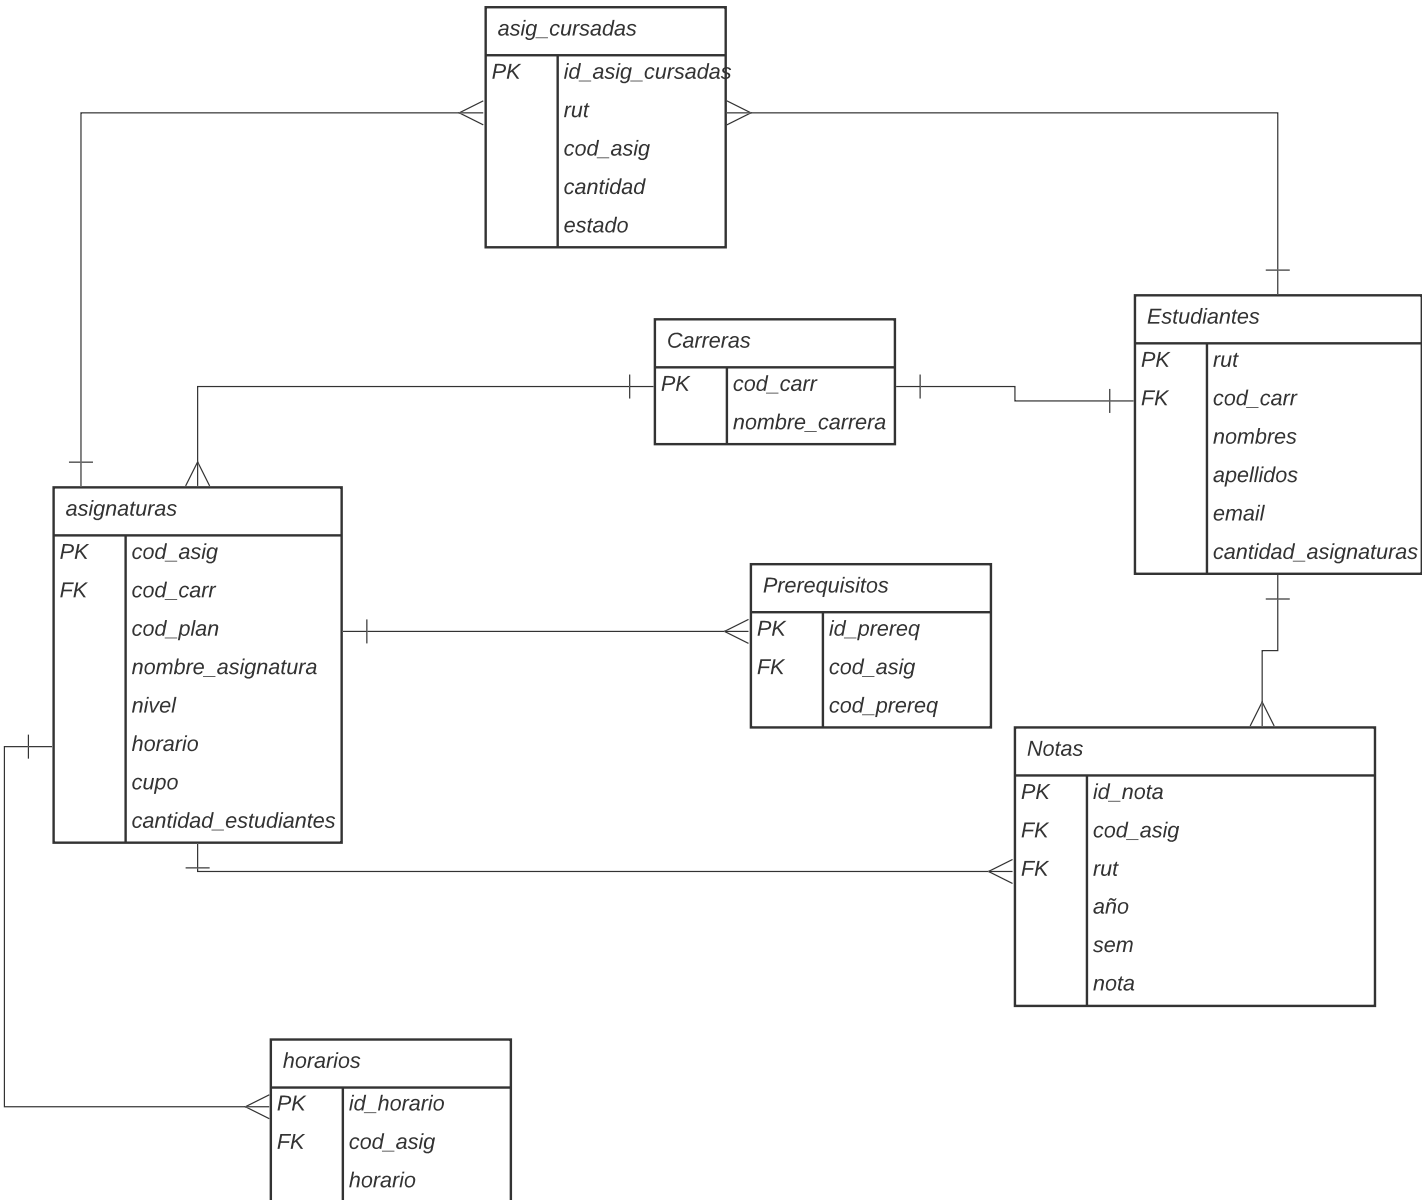 asig_cursadas
PK id_asig_cursadas
rut
cod_asig
cantidad
estado
Carreras
PK cod_carr
nombre_carrera
Estudiantes
PK rut
FK cod_carr
nombres
apellidos
email
cantidad_asignaturas
asignaturas
PK cod_asig
FK cod_carr
cod_plan
nombre_asignatura
nivel
horario
cupo
cantidad_estudiantes
Prerequisitos
PK id_prereq
FK cod_asig
cod_prereq
Notas
PK id_nota
FK cod_asig
FK rut
año
sem
nota
horarios
PK id_horario
FK cod_asig
horario